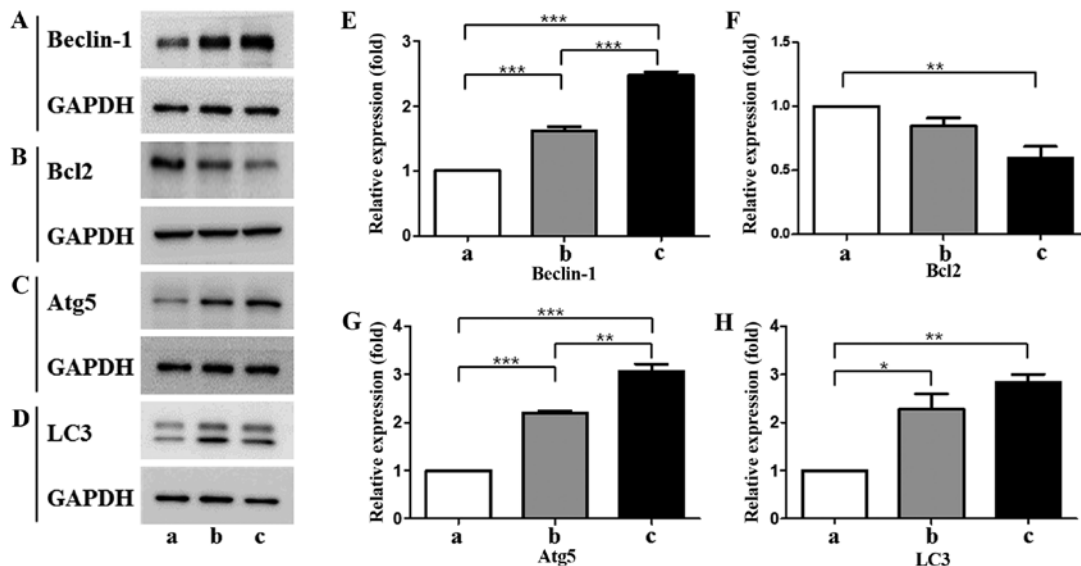 A
Beclin-1
GAPDH
B
Bcl2
GAPDH
C
Atg5
GAPDH
D
LC3
GAPDH
a b c
E
Relative expression (fold)
3
2
1
0
***
***
***
a b c
Beclin-1
F
Relative expression (fold)
1.5
1.0
0.5
0.0
**
a b c
Bcl2
G
Relative expression (fold)
4
3
2
1
0
***
**
***
a b c
Atg5
H
Relative expression (fold)
4
3
2
1
0
**
*
a b c
LC3